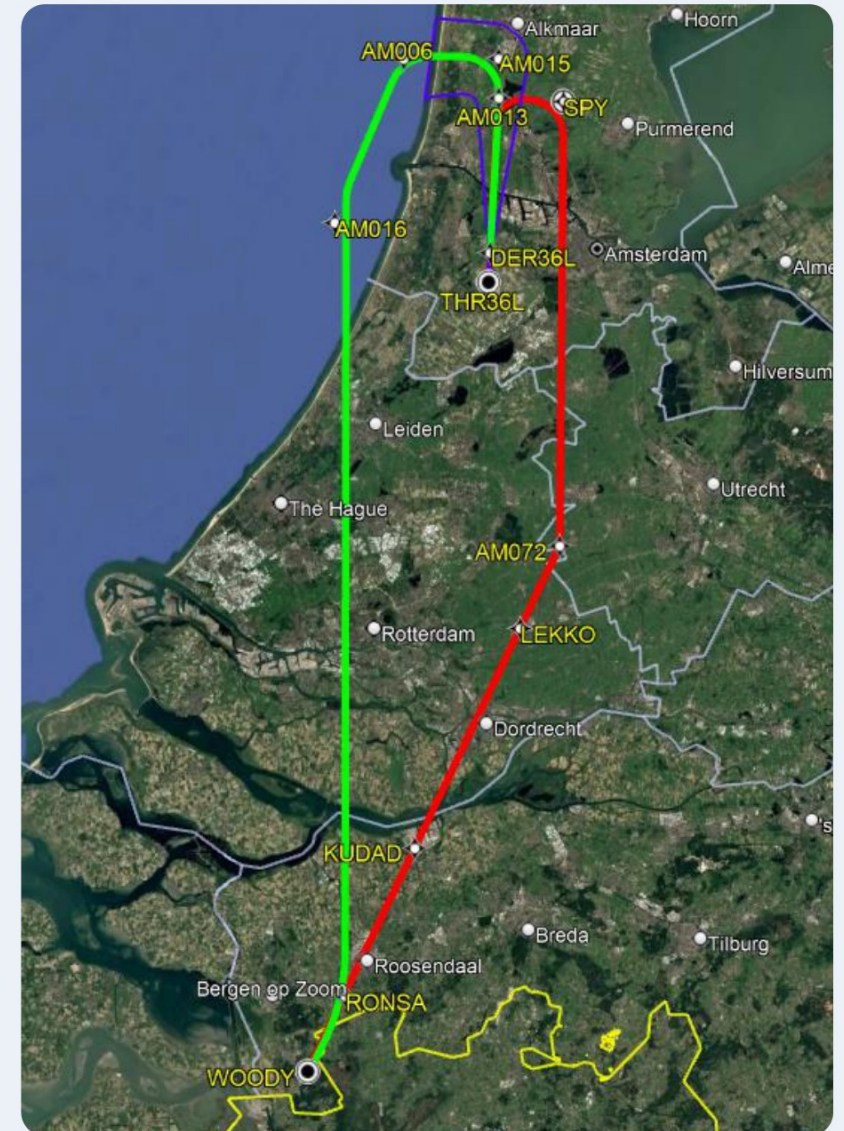 Hoorn
Alkmaar
AM006
AM015
SPY
AM013
Purmerend
AM016
DER36L
Amsterdam
Alme
THR36L
Hilversum
Leiden
Utrecht
The Hague
AM072
Rotterdam
LEKKO
Dordrecht
's
KUDAD
Breda
Tilburg
Roosendaal
Bergen op Zoom
RONSA
WOODY